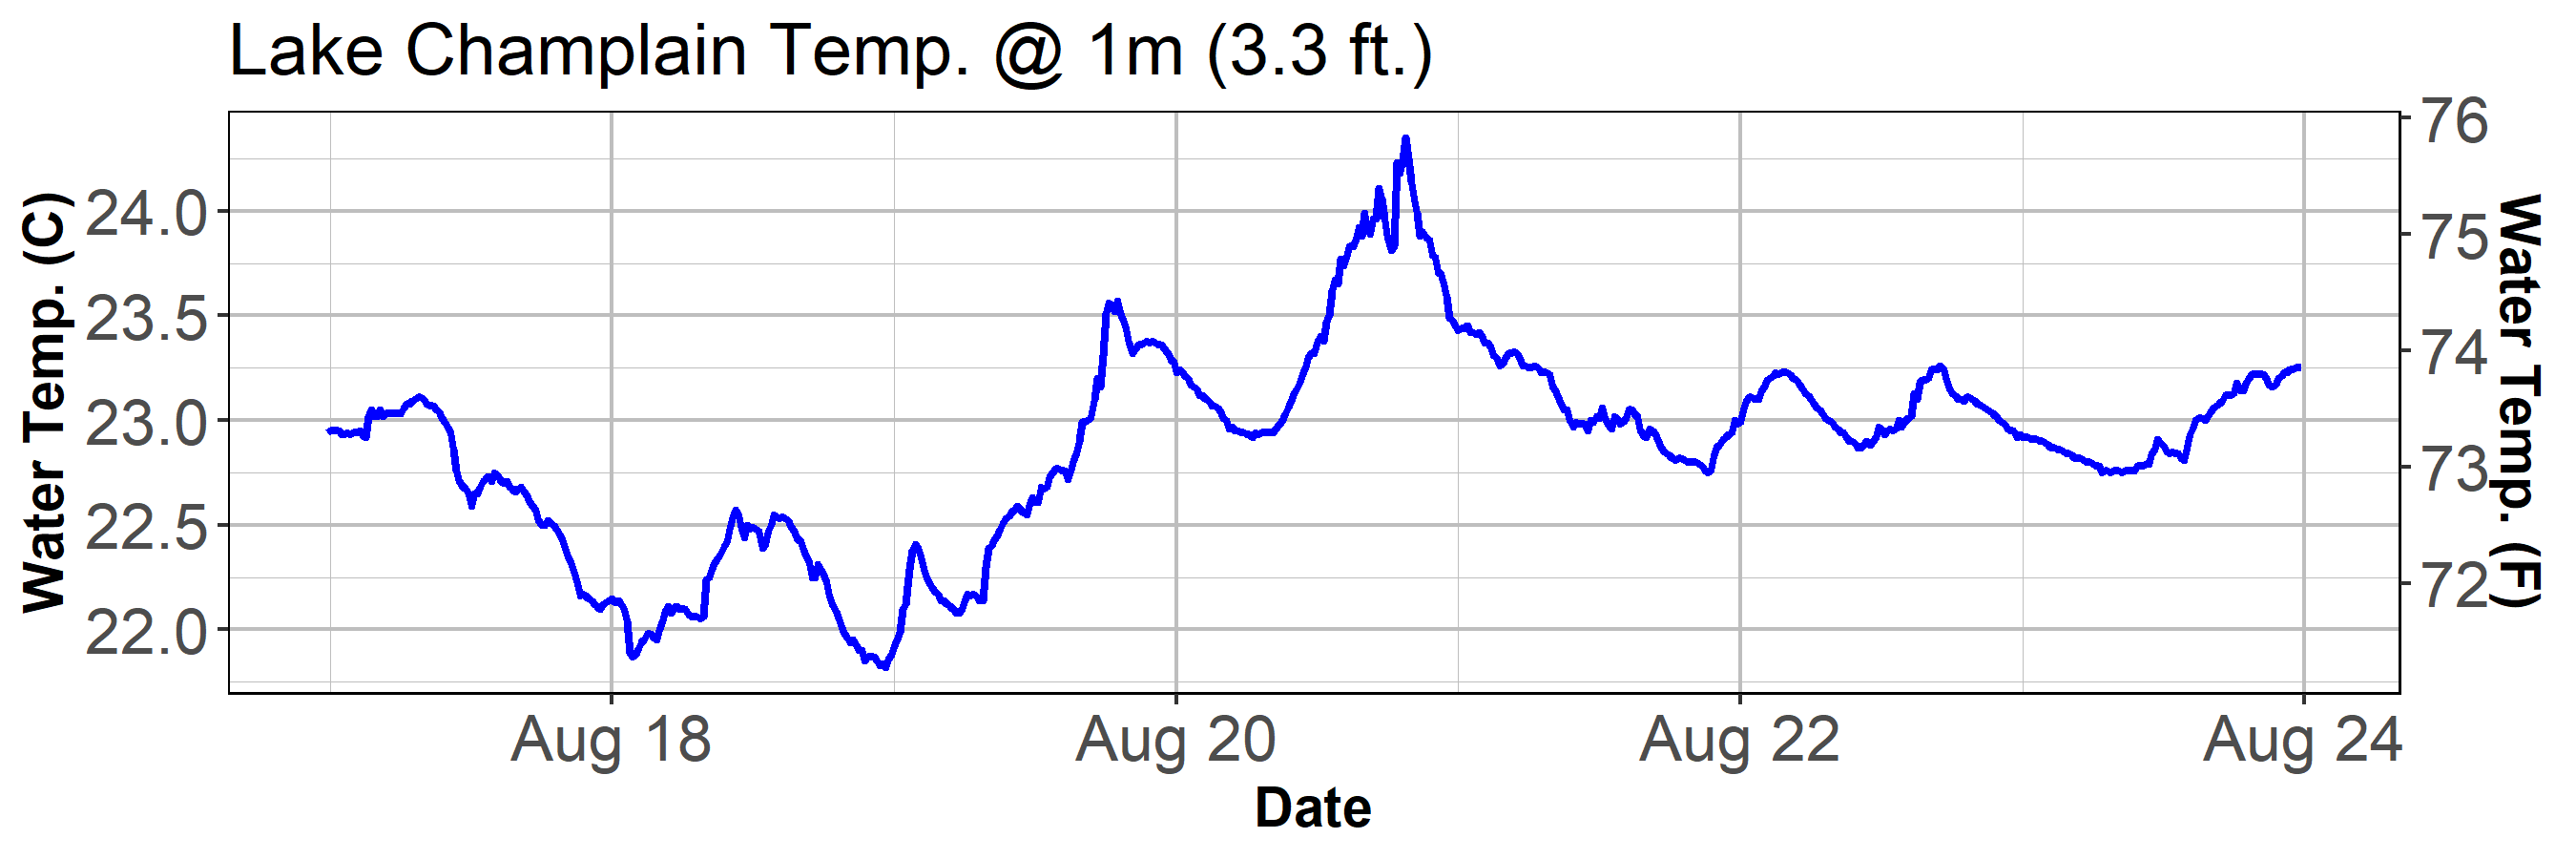 Lake Champlain Temp. @ 1m (3.3 ft.)
Water Temp. (C)
24.0
23.5
23.0
22.5
22.0
76
75
74
73
72
Water Temp. (F)
Aug 18
Aug 20
Aug 22
Aug 24
Date